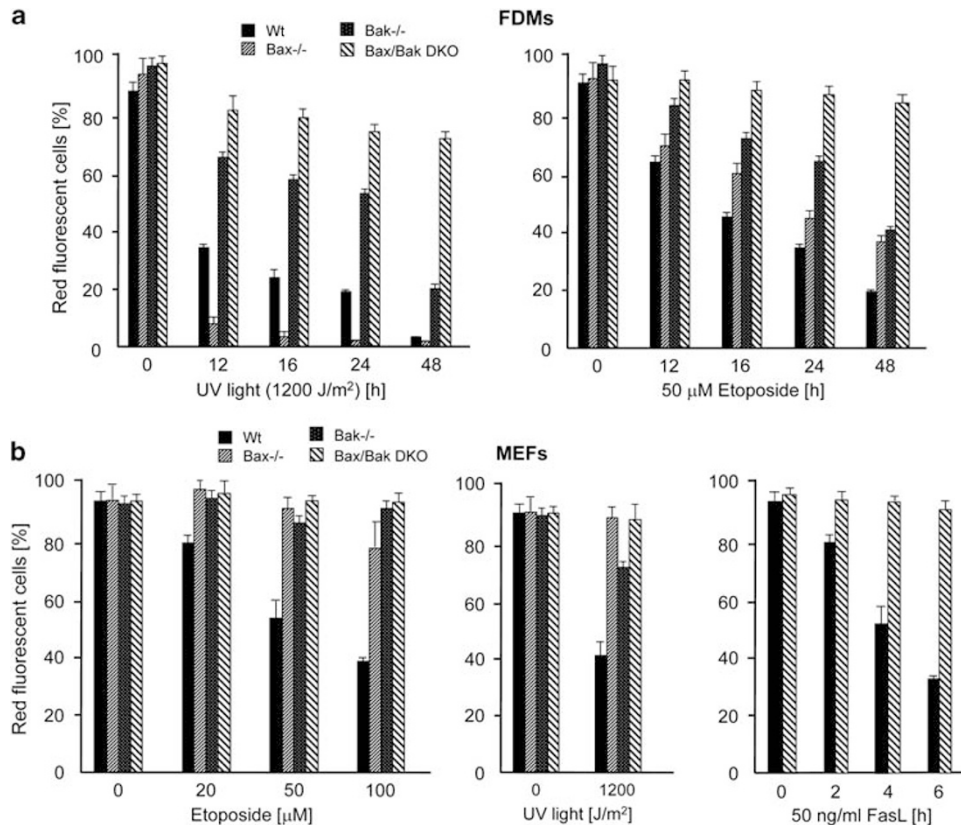 a
Wt
Bak-/-
Bax-/-
Bax/Bak DKO
FDMs
Red fluorescent cells [%]
100
80
60
40
20
0
0 12 16 24 48
UV light (1200 J/m²) [h]
100
80
60
40
20
0
0 12 16 24 48
50 µM Etoposide [h]
b
Wt
Bak-/-
Bax-/-
Bax/Bak DKO
MEFs
Red fluorescent cells [%]
100
80
60
40
20
0
0 20 50 100
Etoposide [µM]
100
80
60
40
20
0
0 1200
UV light [J/m²]
100
80
60
40
20
0
0 2 4 6
50 ng/ml FasL [h]